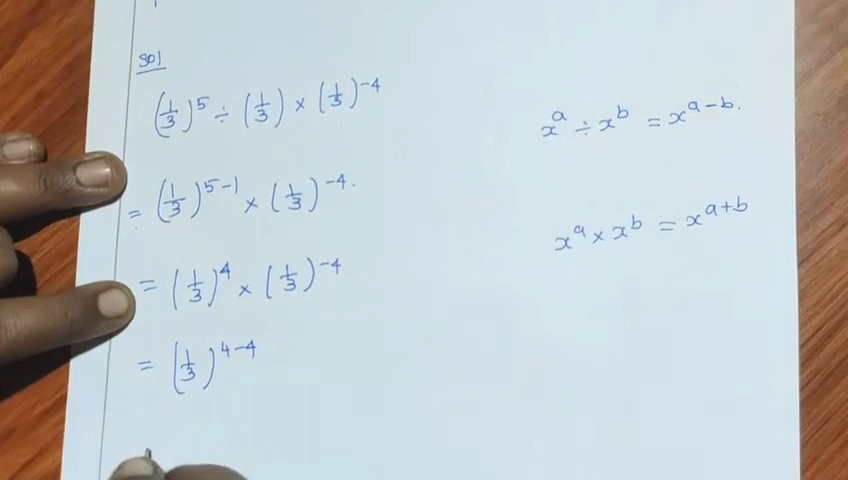 Sol
(1/3)^5 ÷ (1/3) × (1/3)^-4
= (1/3)^5-1 × (1/3)^-4.
= (1/3)^4 × (1/3)^-4
= (1/3)^4-4
x^a ÷ x^b = x^a-b.
x^a × x^b = x^a+b